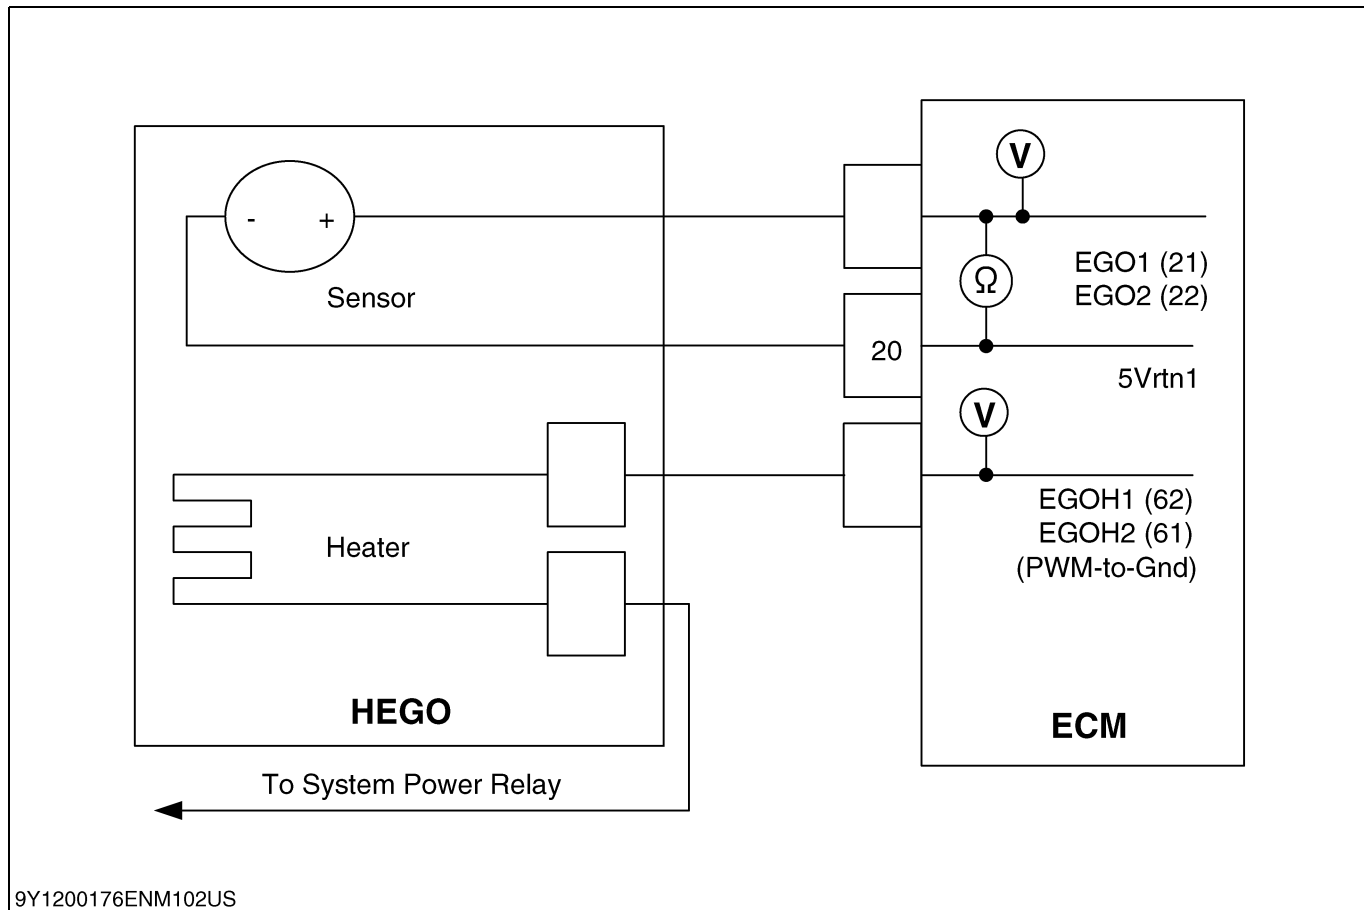 V
- +
EGO1 (21)
Ω
EGO2 (22)
Sensor
20
5Vrtn1
V
EGOH1 (62)
EGOH2 (61)
Heater
(PWM-to-Gnd)
HEGO
ECM
To System Power Relay
9Y1200176ENM102US